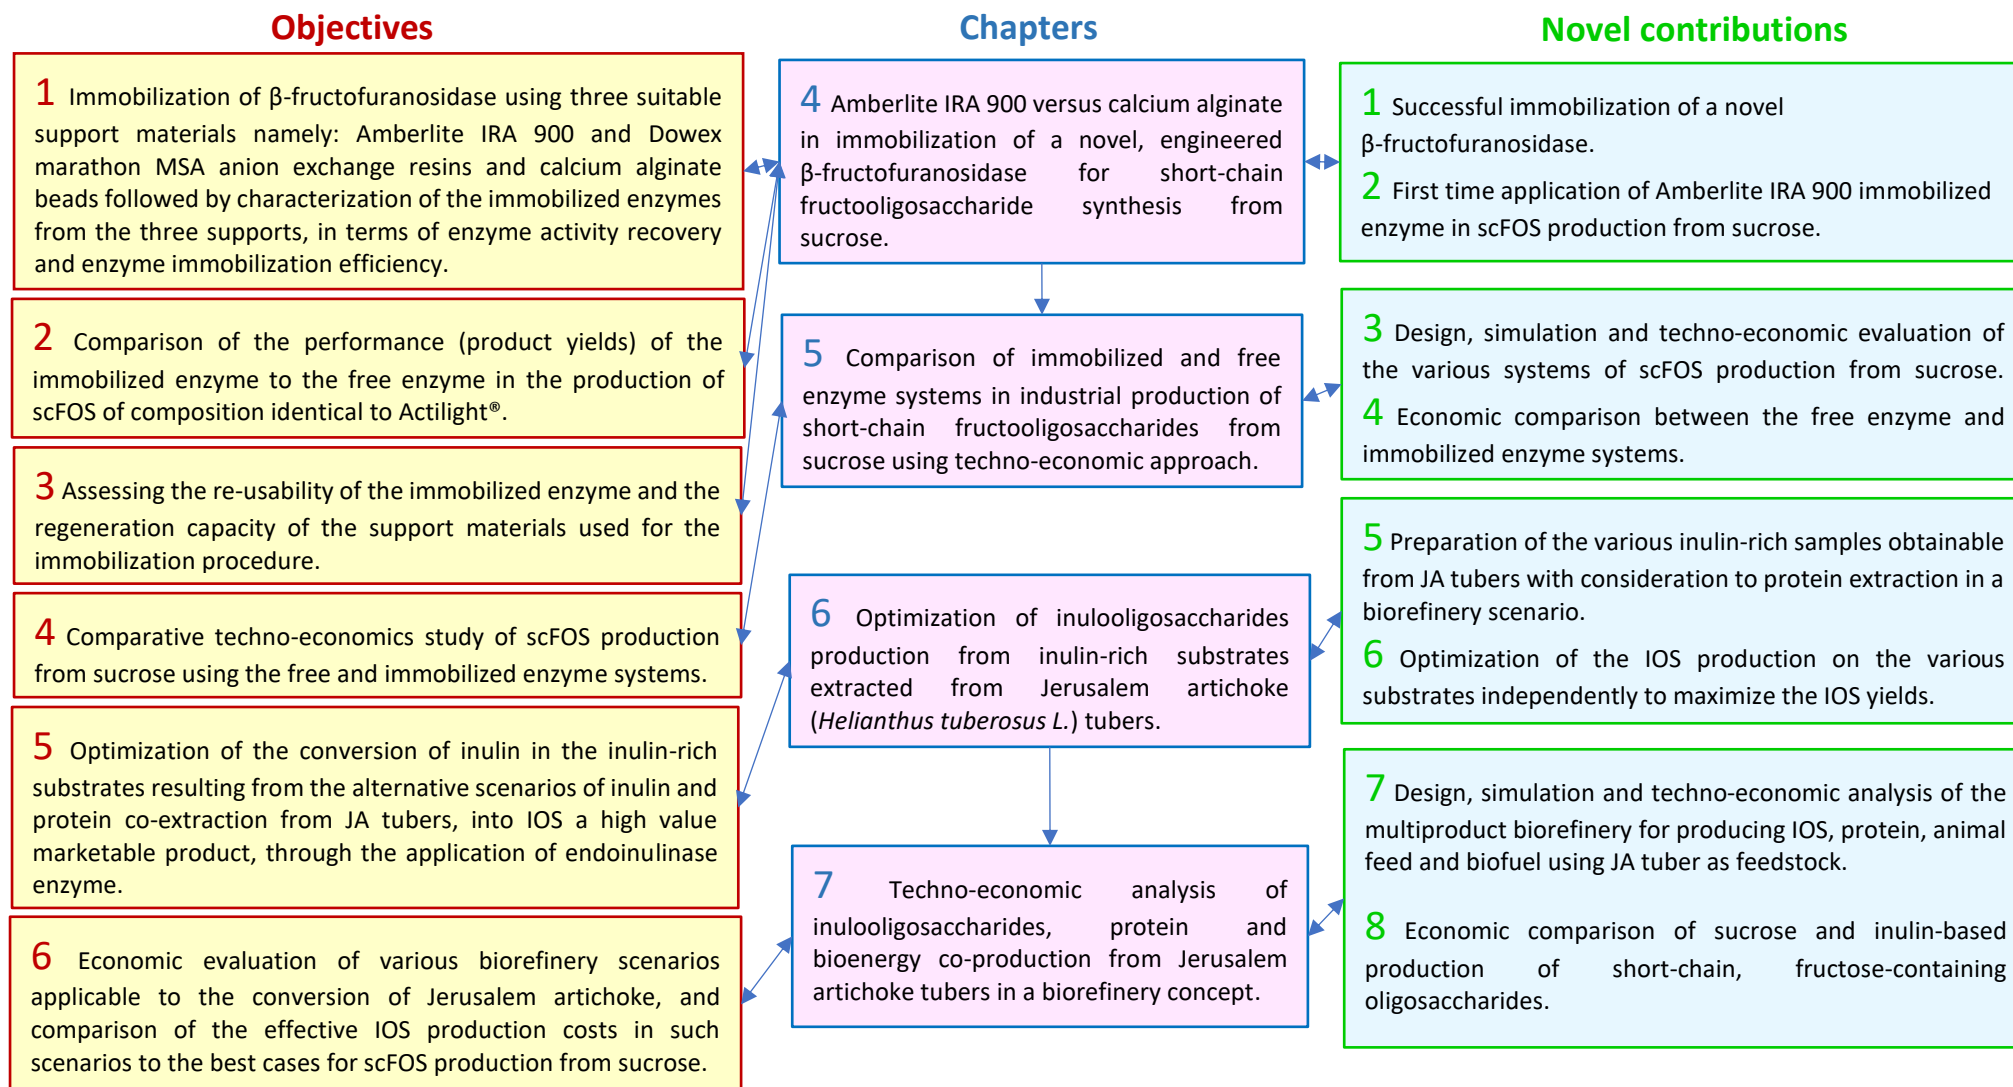 Objectives
1 Immobilization of β-fructofuranosidase using three suitable
support materials namely: Amberlite IRA 900 and Dowex
marathon MSA anion exchange resins and calcium alginate
beads followed by characterization of the immobilized enzymes
from the three supports, in terms of enzyme activity recovery
and enzyme immobilization efficiency.
2 Comparison of the performance (product yields) of the
immobilized enzyme to the free enzyme in the production of
scFOS of composition identical to Actilight®.
3 Assessing the re-usability of the immobilized enzyme and the
regeneration capacity of the support materials used for the
immobilization procedure.
4 Comparative techno-economics study of scFOS production
from sucrose using the free and immobilized enzyme systems.
5 Optimization of the conversion of inulin in the inulin-rich
substrates resulting from the alternative scenarios of inulin and
protein co-extraction from JA tubers, into IOS a high value
marketable product, through the application of endoinulinase
enzyme.
6 Economic evaluation of various biorefinery scenarios
applicable to the conversion of Jerusalem artichoke, and
comparison of the effective IOS production costs in such
scenarios to the best cases for scFOS production from sucrose.
Chapters
4 Amberlite IRA 900 versus calcium alginate
in immobilization of a novel, engineered
β-fructofuranosidase for short-chain
fructooligosaccharide synthesis from
sucrose.
5 Comparison of immobilized and free
enzyme systems in industrial production of
short-chain fructooligosaccharides from
sucrose using techno-economic approach.
6 Optimization of inulooligosaccharides
production from inulin-rich substrates
extracted from Jerusalem artichoke
(Helianthus tuberosus L.) tubers.
7 Techno-economic analysis of
inulooligosaccharides, protein and
bioenergy co-production from Jerusalem
artichoke tubers in a biorefinery concept.
Novel contributions
1 Successful immobilization of a novel
β-fructofuranosidase.
2 First time application of Amberlite IRA 900 immobilized
enzyme in scFOS production from sucrose.
3 Design, simulation and techno-economic evaluation of
the various systems of scFOS production from sucrose.
4 Economic comparison between the free enzyme and
immobilized enzyme systems.
5 Preparation of the various inulin-rich samples obtainable
from JA tubers with consideration to protein extraction in a
biorefinery scenario.
6 Optimization of the IOS production on the various
substrates independently to maximize the IOS yields.
7 Design, simulation and techno-economic analysis of the
multiproduct biorefinery for producing IOS, protein, animal
feed and biofuel using JA tuber as feedstock.
8 Economic comparison of sucrose and inulin-based
production of short-chain, fructose-containing
oligosaccharides.